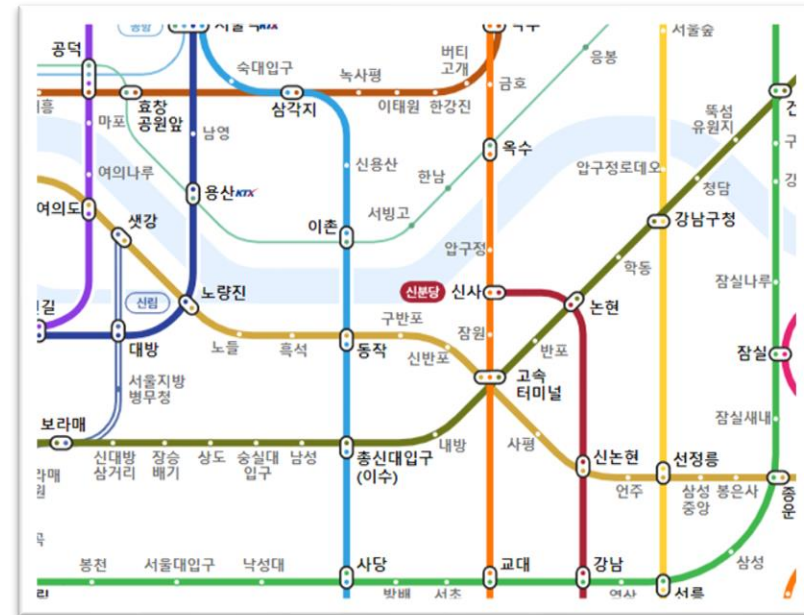 공항
공덕
버티
고개
서울숲
숙대입구
녹사평
금호
응봉
효창
공원앞
삼각지
이태원
한강진
뚝섬
유원지
마포
남영
옥수
신용산
압구정로데오
여의나루
한남
청담
용산 KTX
여의도
샛강
서빙고
강남구청
이촌
압구정
학동
잠실나루
신림
노량진
신분당
신사
논현
구반포
대방
노들
흑석
동작
신반포
잠원
반포
잠실
서울지방
병무청
고속
터미널
보라매
내방
사평
잠실새내
신대방
삼거리
장승
배기
상도
숭실대
입구
남성
총신대입구
(이수)
신논현
선정릉
언주
삼성
중앙
봉은사
봉천
서울대입구
낙성대
사당
방배
서초
교대
강남
역삼
선릉
삼성